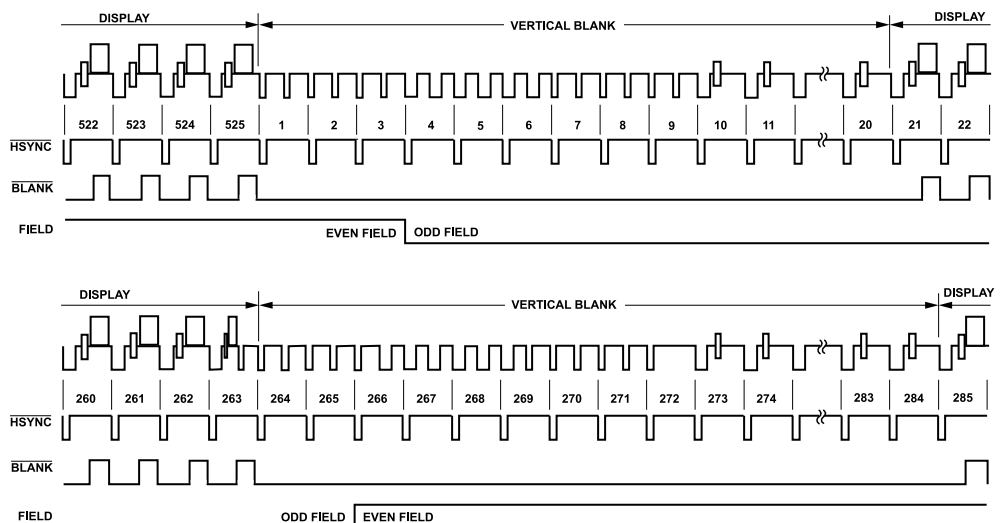 DISPLAY VERTICAL BLANK DISPLAY
522 523 524 525 1 2 3 4 5 6 7 8 9 10 11 20 21 22
HSYNC
BLANK
FIELD EVEN FIELD ODD FIELD
DISPLAY VERTICAL BLANK DISPLAY
260 261 262 263 264 265 266 267 268 269 270 271 272 273 274 283 284 285
HSYNC
BLANK
FIELD ODD FIELD EVEN FIELD